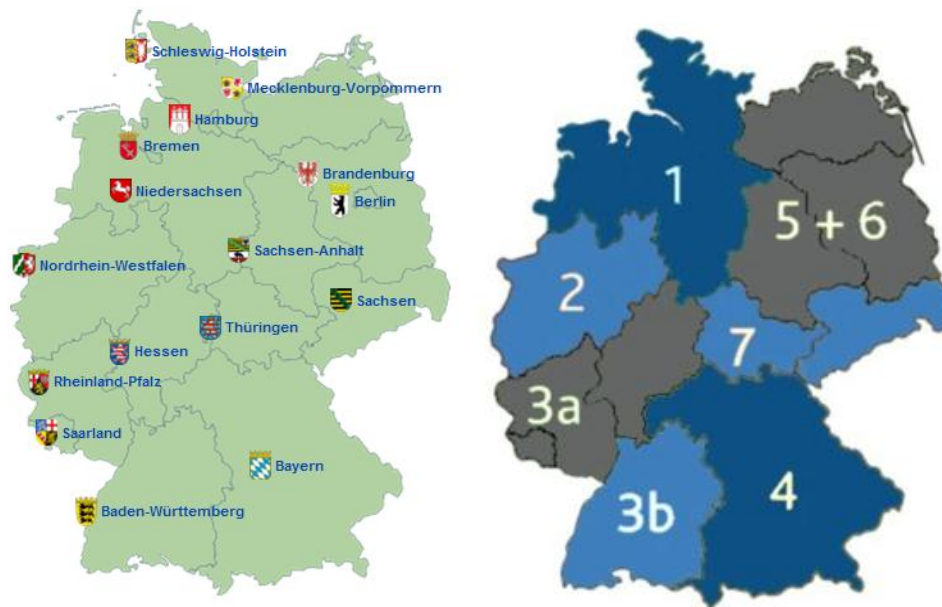 Schleswig-Holstein
Mecklenburg-Vorpommern
Hamburg
Bremen
Brandenburg
Niedersachsen
Berlin
Sachsen-Anhalt
Nordrhein-Westfalen
Sachsen
Thüringen
Hessen
Rheinland-Pfalz
Saarland
Bayern
Baden-Württemberg
1
5 + 6
2
7
3a
4
3b